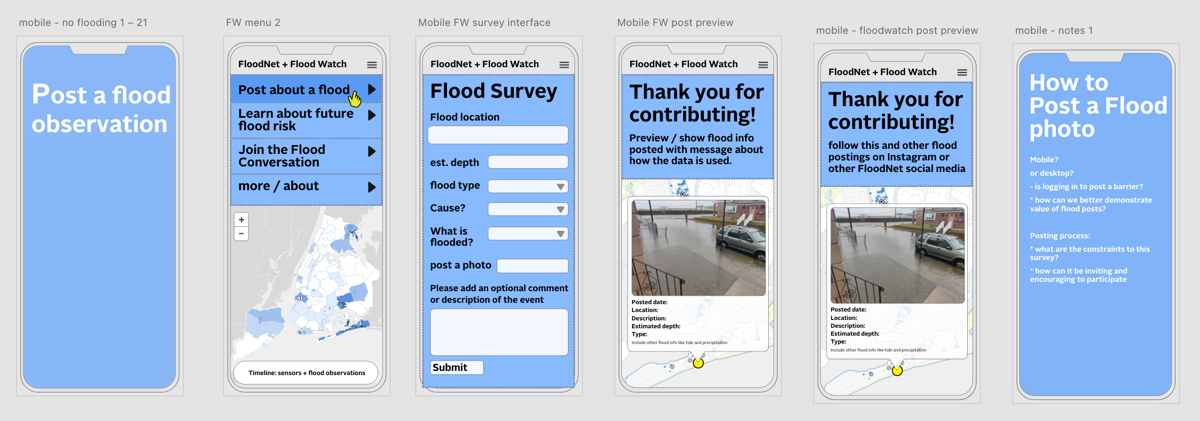 mobile - no flooding 1 – 21
Post a flood
observation
FW menu 2
FloodNet + Flood Watch
Post about a flood
Learn about future
flood risk
Join the Flood
Conversation
more / about
+
−
Timeline: sensors + flood observations
Mobile FW survey interface
FloodNet + Flood Watch
Flood Survey
Flood location
est. depth
flood type
Cause?
What is
flooded?
post a photo
Please add an optional comment
or description of the event
Submit
Mobile FW post preview
FloodNet + Flood Watch
Thank you for
contributing!
Preview / show flood info
posted with message about
how the data is used.
Posted date:
Location:
Description:
Estimated depth:
Type:
Include other flood info like tide and precipitation
mobile - floodwatch post preview
FloodNet + Flood Watch
Thank you for
contributing!
follow this and other flood
postings on Instagram or
other FloodNet social media
Posted date:
Location:
Description:
Estimated depth:
Type:
Include other flood info like tide and precipitation
mobile - notes 1
How to
Post a Flood
photo
Mobile?
or desktop?
- is logging in to post a barrier?
* how can we better demonstrate
value of flood posts?
Posting process:
* what are the constraints to this
survey?
* how can it be inviting and
encouraging to participate